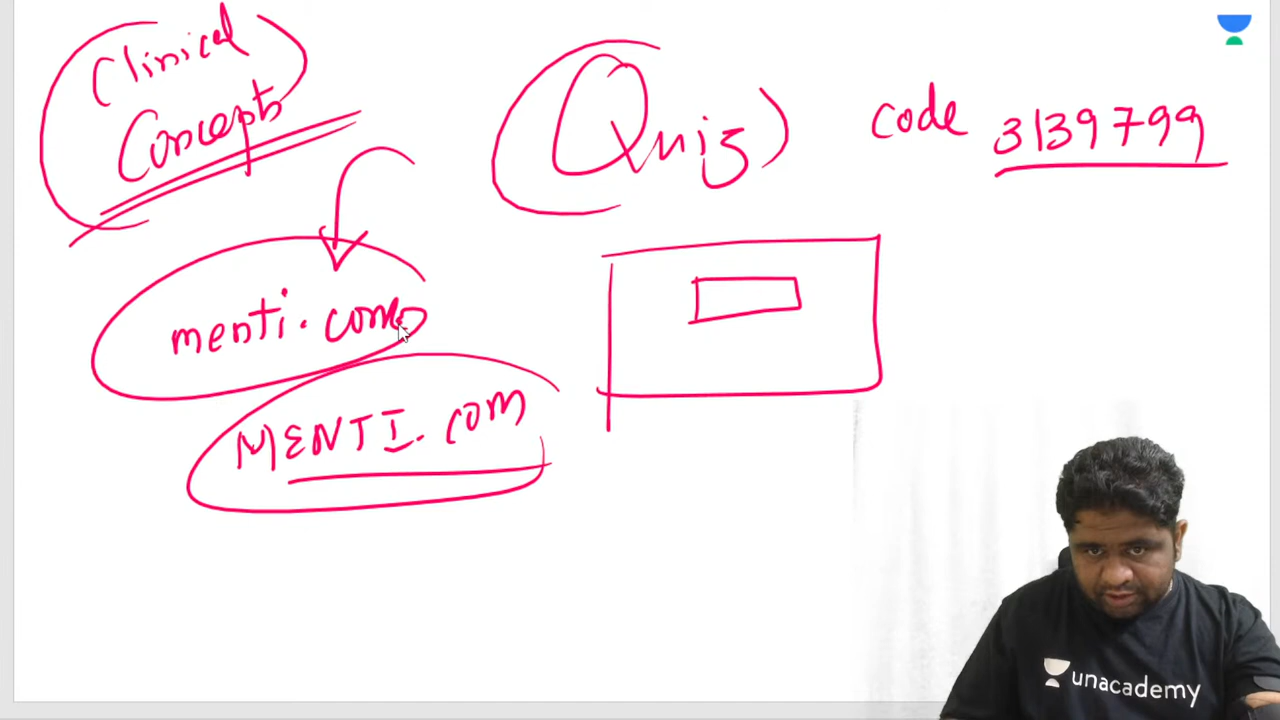 Clinical
Concepts
Quiz
code 3139799
menti.com
MENTI.com
unacademy